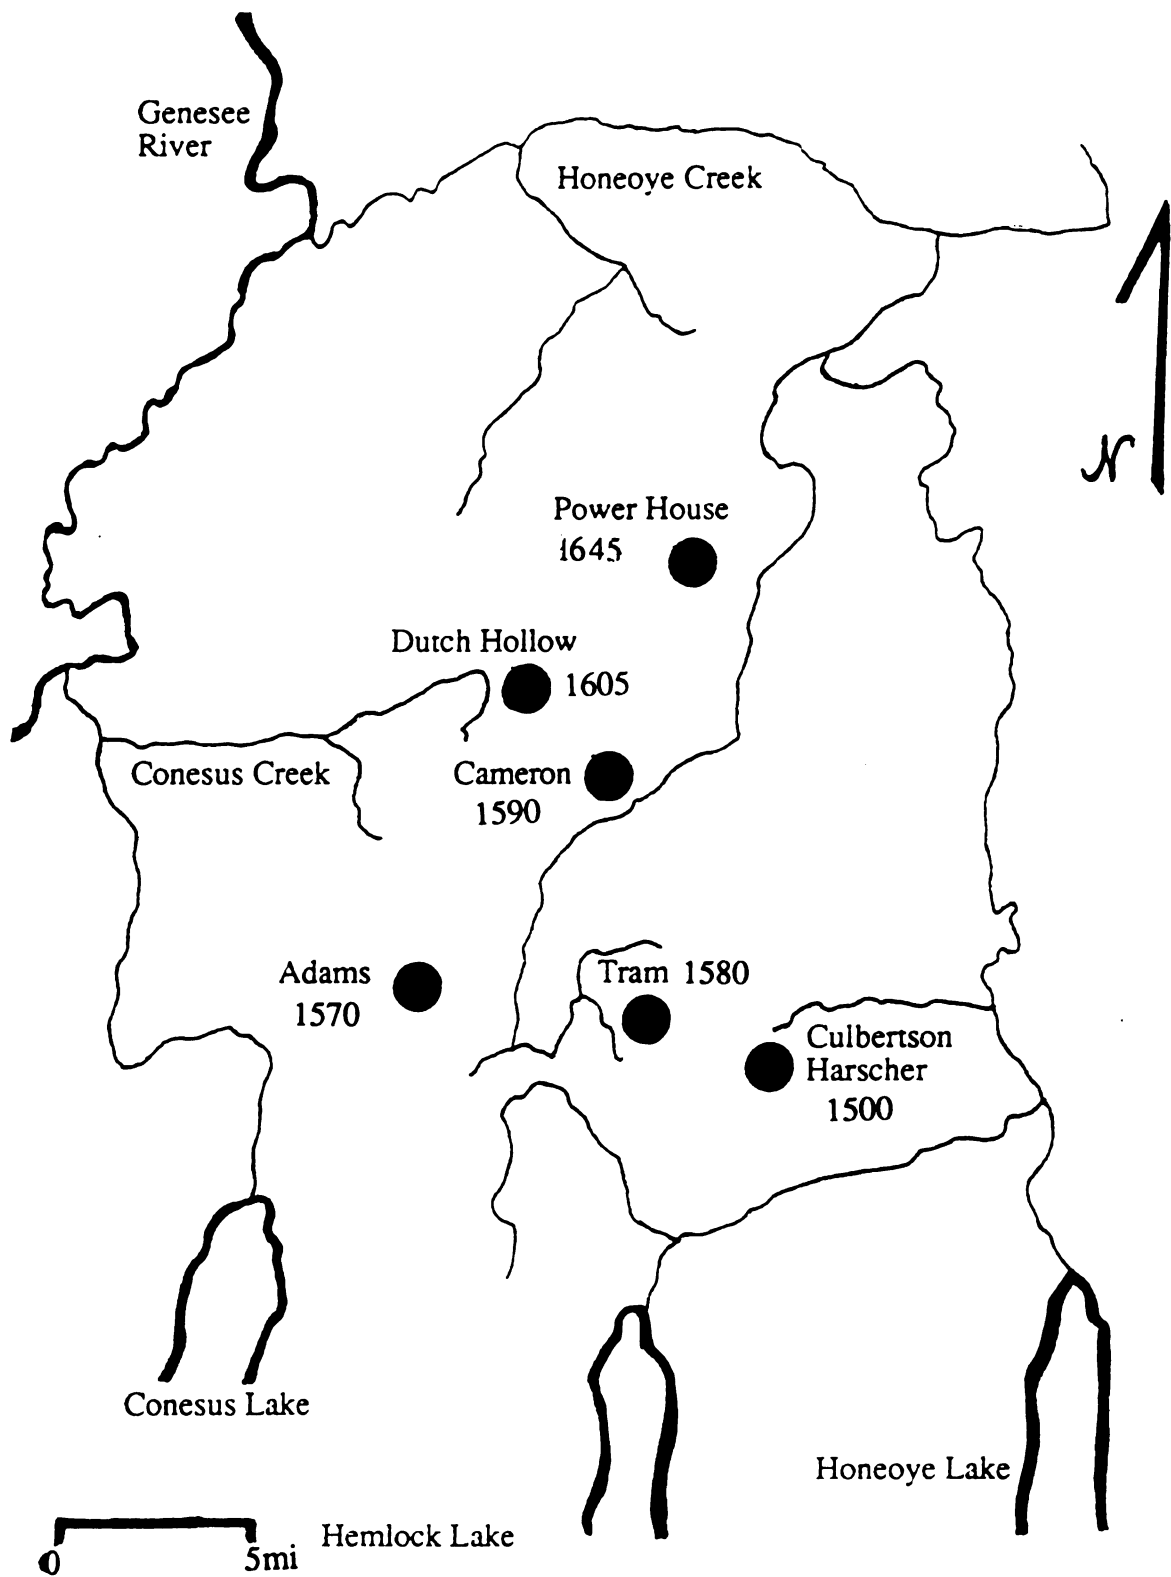 Genesee
River
Honeoye Creek
N
Power House
1645
Dutch Hollow
1605
Conesus Creek
Cameron
1590
Adams
1570
Tram 1580
Culbertson
Harscher
1500
Conesus Lake
Honeoye Lake
Hemlock Lake
0 5mi